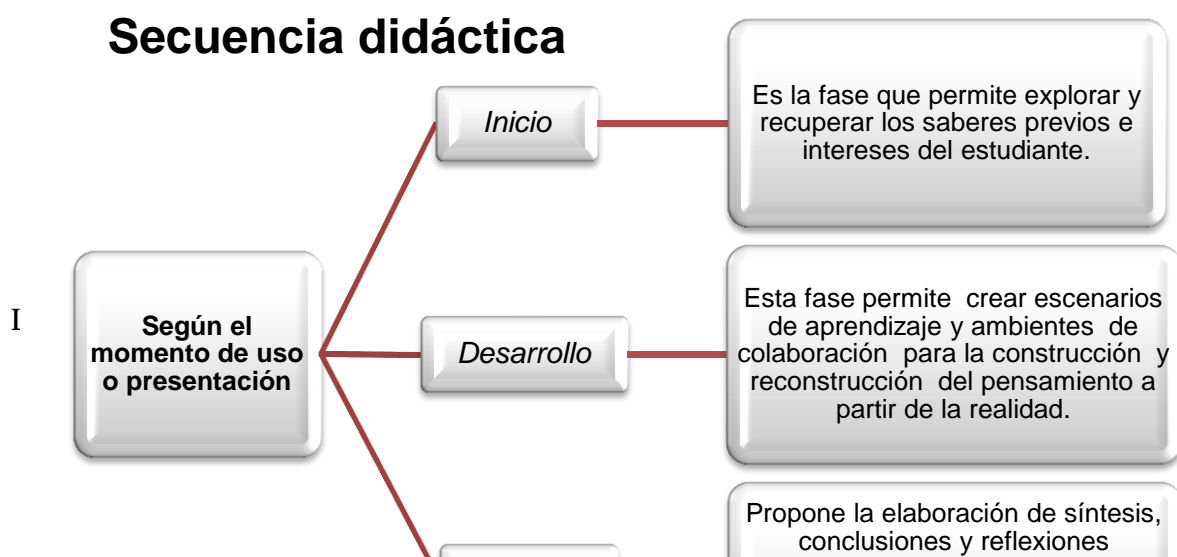 Secuencia didáctica
Inicio
Es la fase que permite explorar y
recuperar los saberes previos e
intereses del estudiante.
I
Según el
momento de uso
o presentación
Desarrollo
Esta fase permite  crear escenarios
de aprendizaje y ambientes  de
colaboración  para la construcción  y
reconstrucción  del pensamiento a
partir de la realidad.
Propone la elaboración de síntesis,
conclusiones y reflexiones